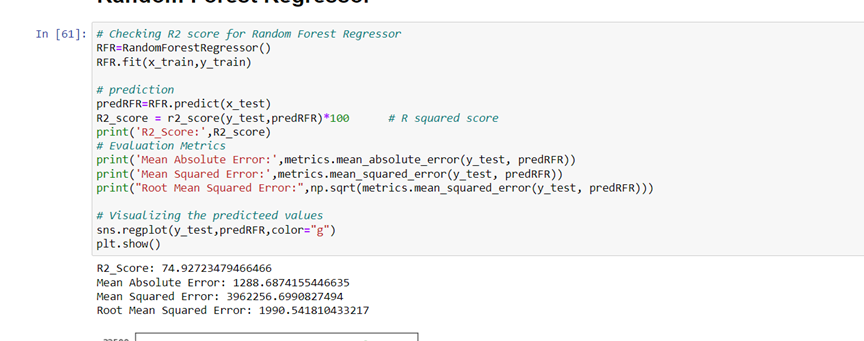 Random Forest Regressor
In [61]:
# Checking R2 score for Random Forest Regressor
RFR=RandomForestRegressor()
RFR.fit(x_train,y_train)
# prediction
predRFR=RFR.predict(x_test)
R2_score = r2_score(y_test,predRFR)*100 # R squared score
print('R2_Score:',R2_score)
# Evaluation Metrics
print('Mean Absolute Error:',metrics.mean_absolute_error(y_test, predRFR))
print('Mean Squared Error:',metrics.mean_squared_error(y_test, predRFR))
print("Root Mean Squared Error:",np.sqrt(metrics.mean_squared_error(y_test, predRFR)))
# Visualizing the predicteed values
sns.regplot(y_test,predRFR,color="g")
plt.show()
R2_Score: 74.92723479466466
Mean Absolute Error: 1288.6874155446635
Mean Squared Error: 3962256.6990827494
Root Mean Squared Error: 1990.541810433217